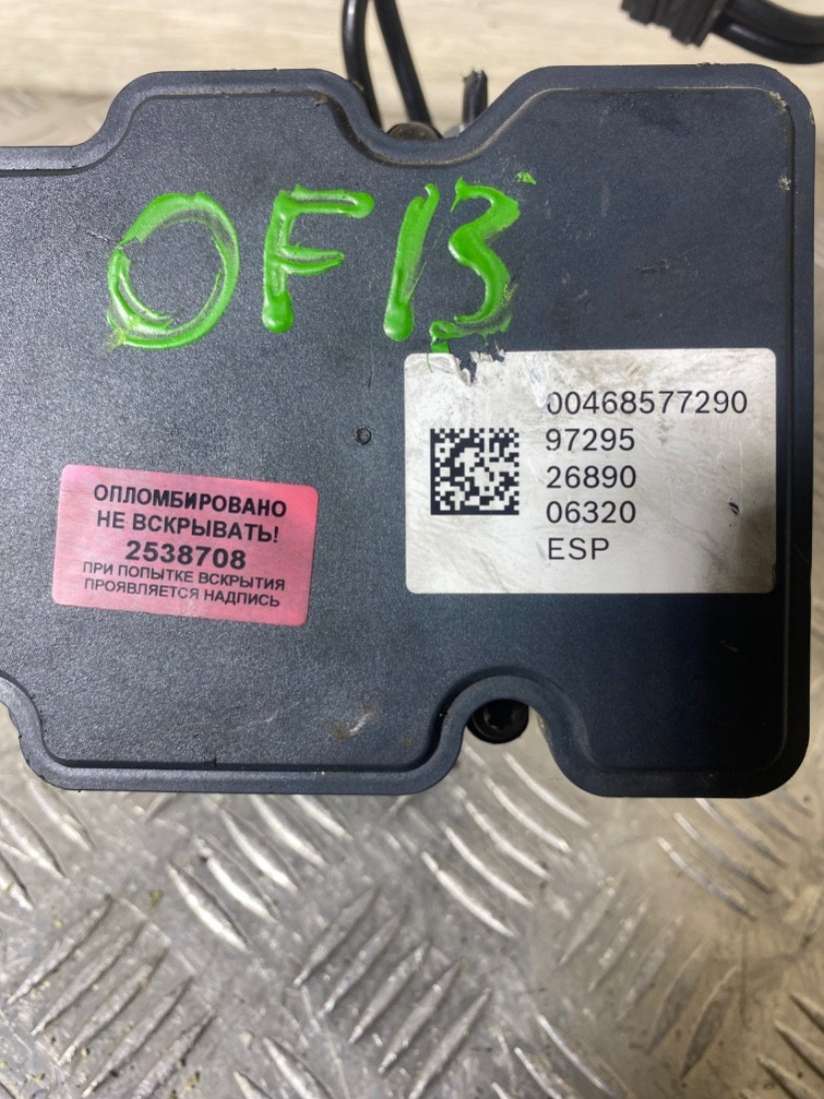 OF13
00468577290
97295
26890
06320
ESP
ОПЛОМБИРОВАНО
НЕ ВСКРЫВАТЬ!
2538708
ПРИ ПОПЫТКЕ ВСКРЫТИЯ
ПРОЯВЛЯЕТСЯ НАДПИСЬ